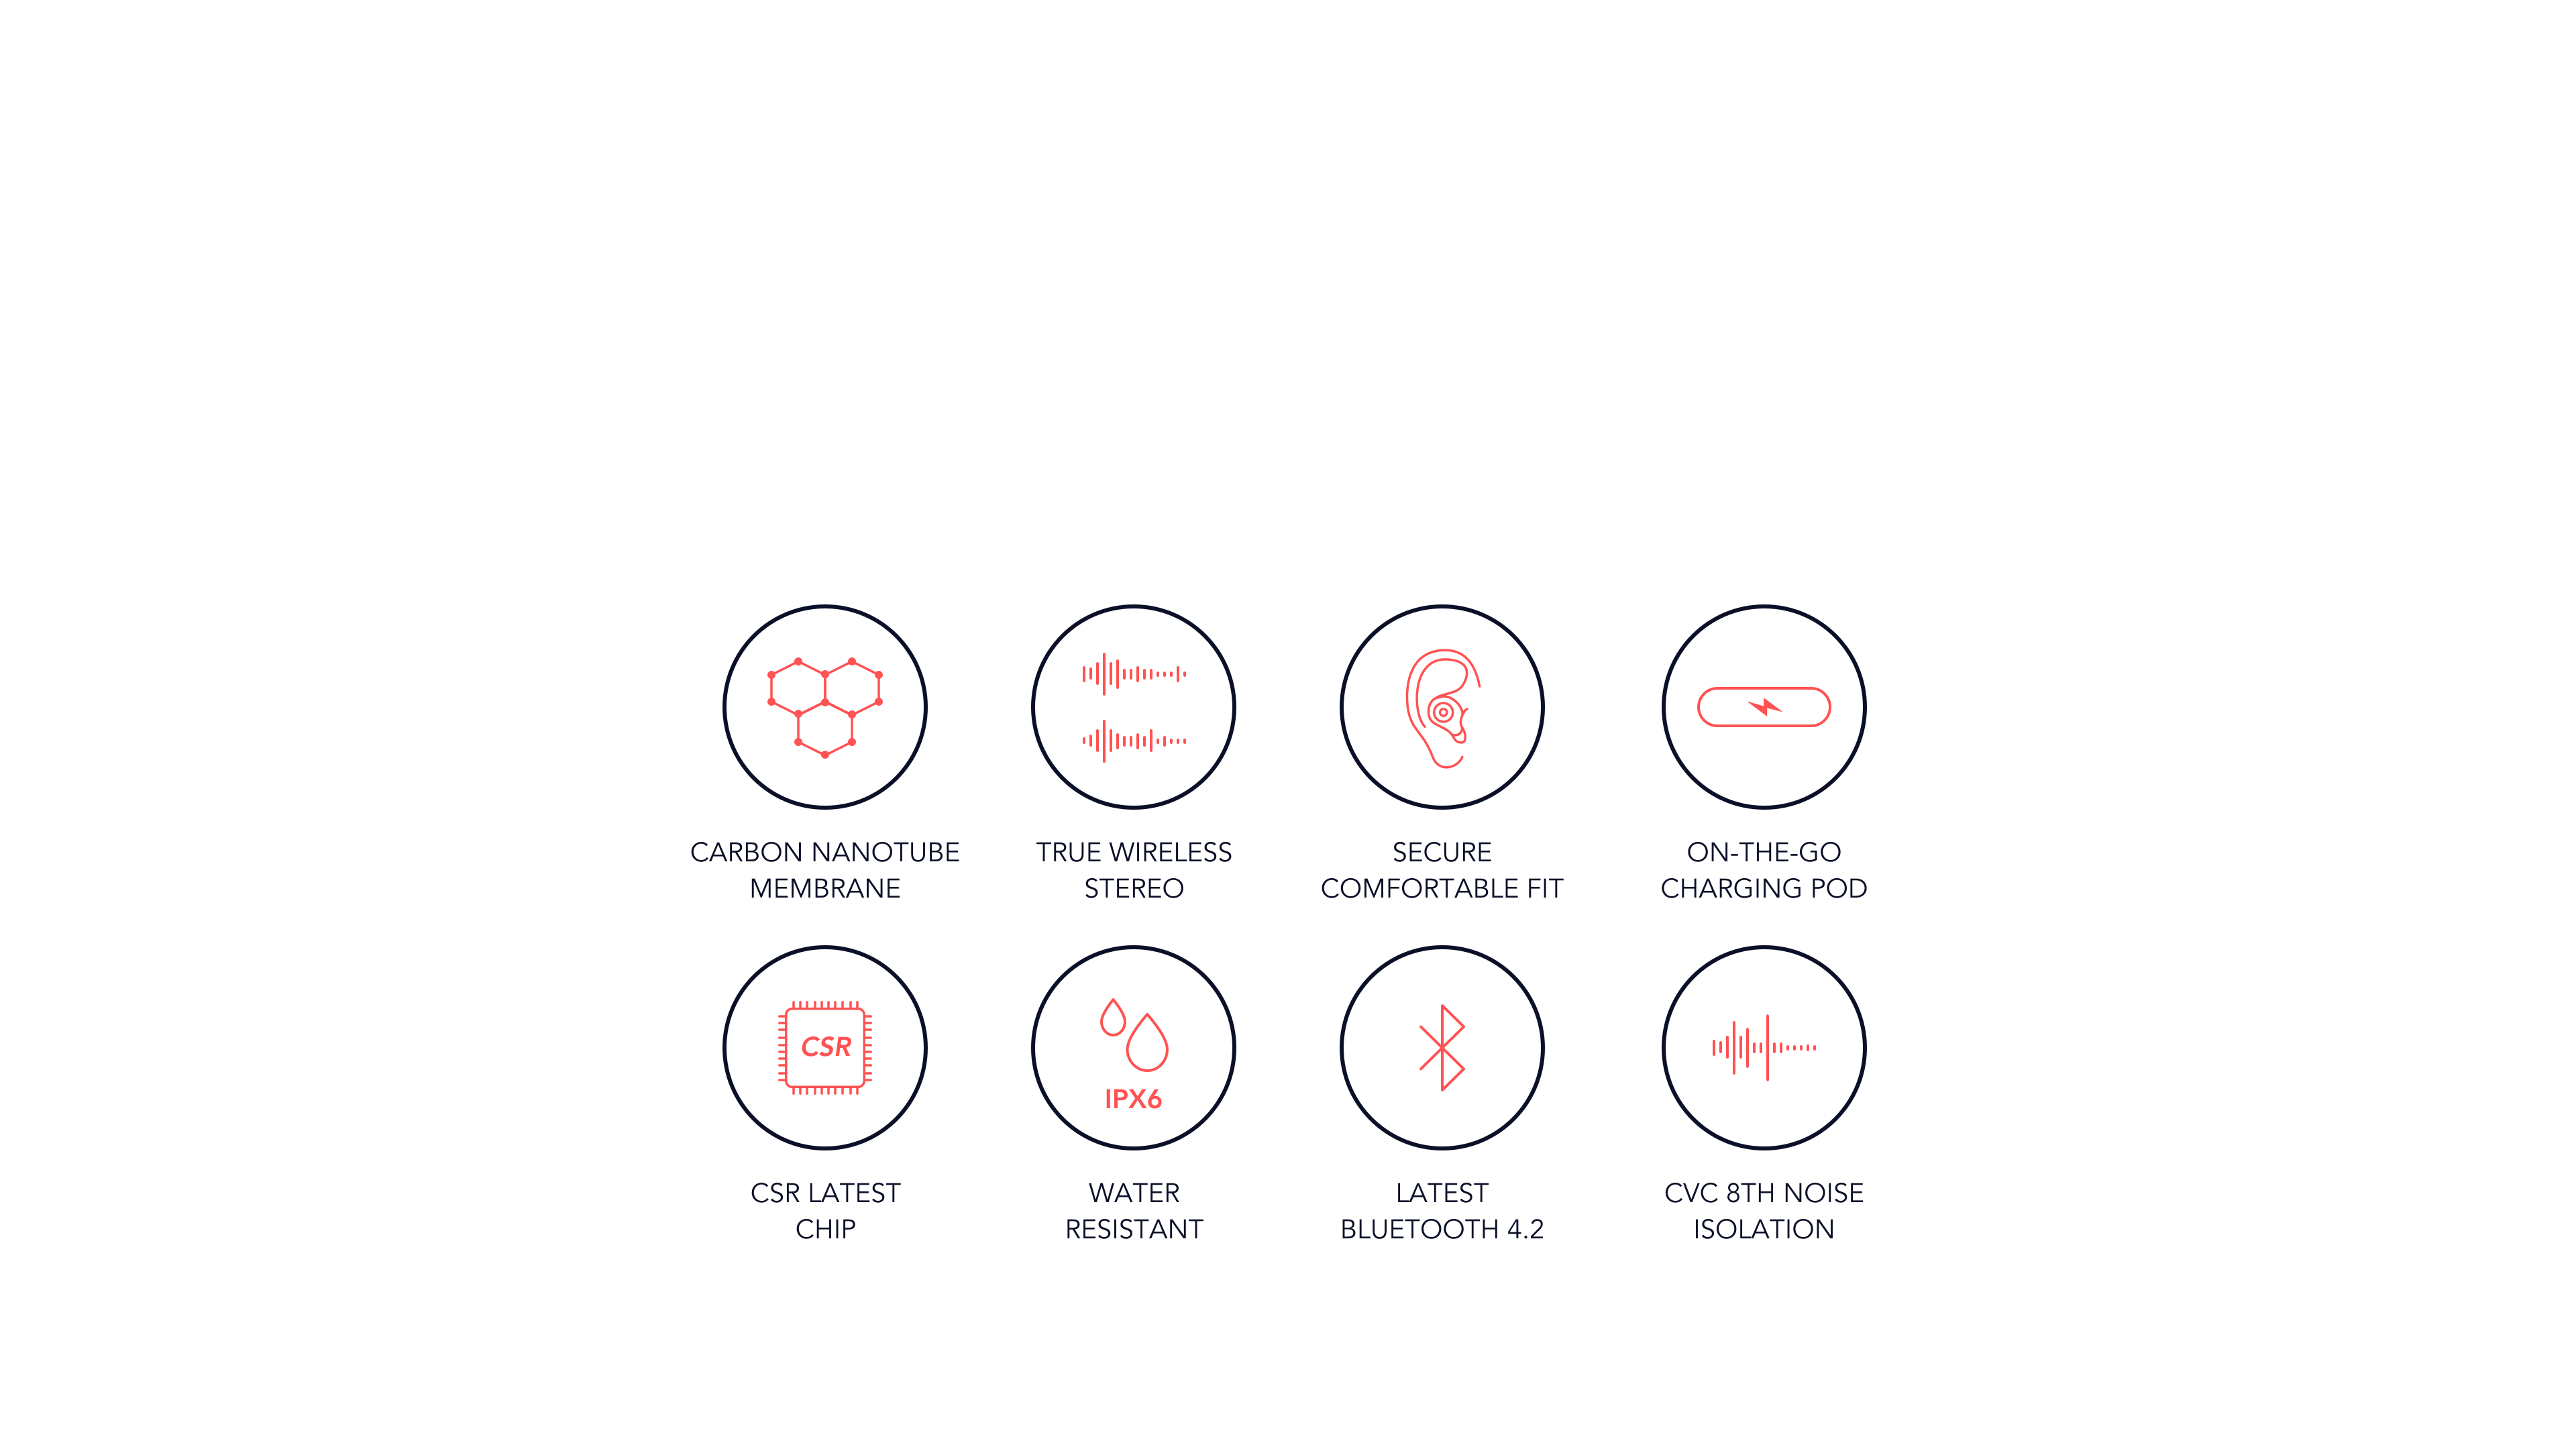 CARBON NANOTUBE
MEMBRANE
TRUE WIRELESS
STEREO
SECURE
COMFORTABLE FIT
ON-THE-GO
CHARGING POD
CSR
CSR LATEST
CHIP
IPX6
WATER
RESISTANT
LATEST
BLUETOOTH 4.2
CVC 8TH NOISE
ISOLATION